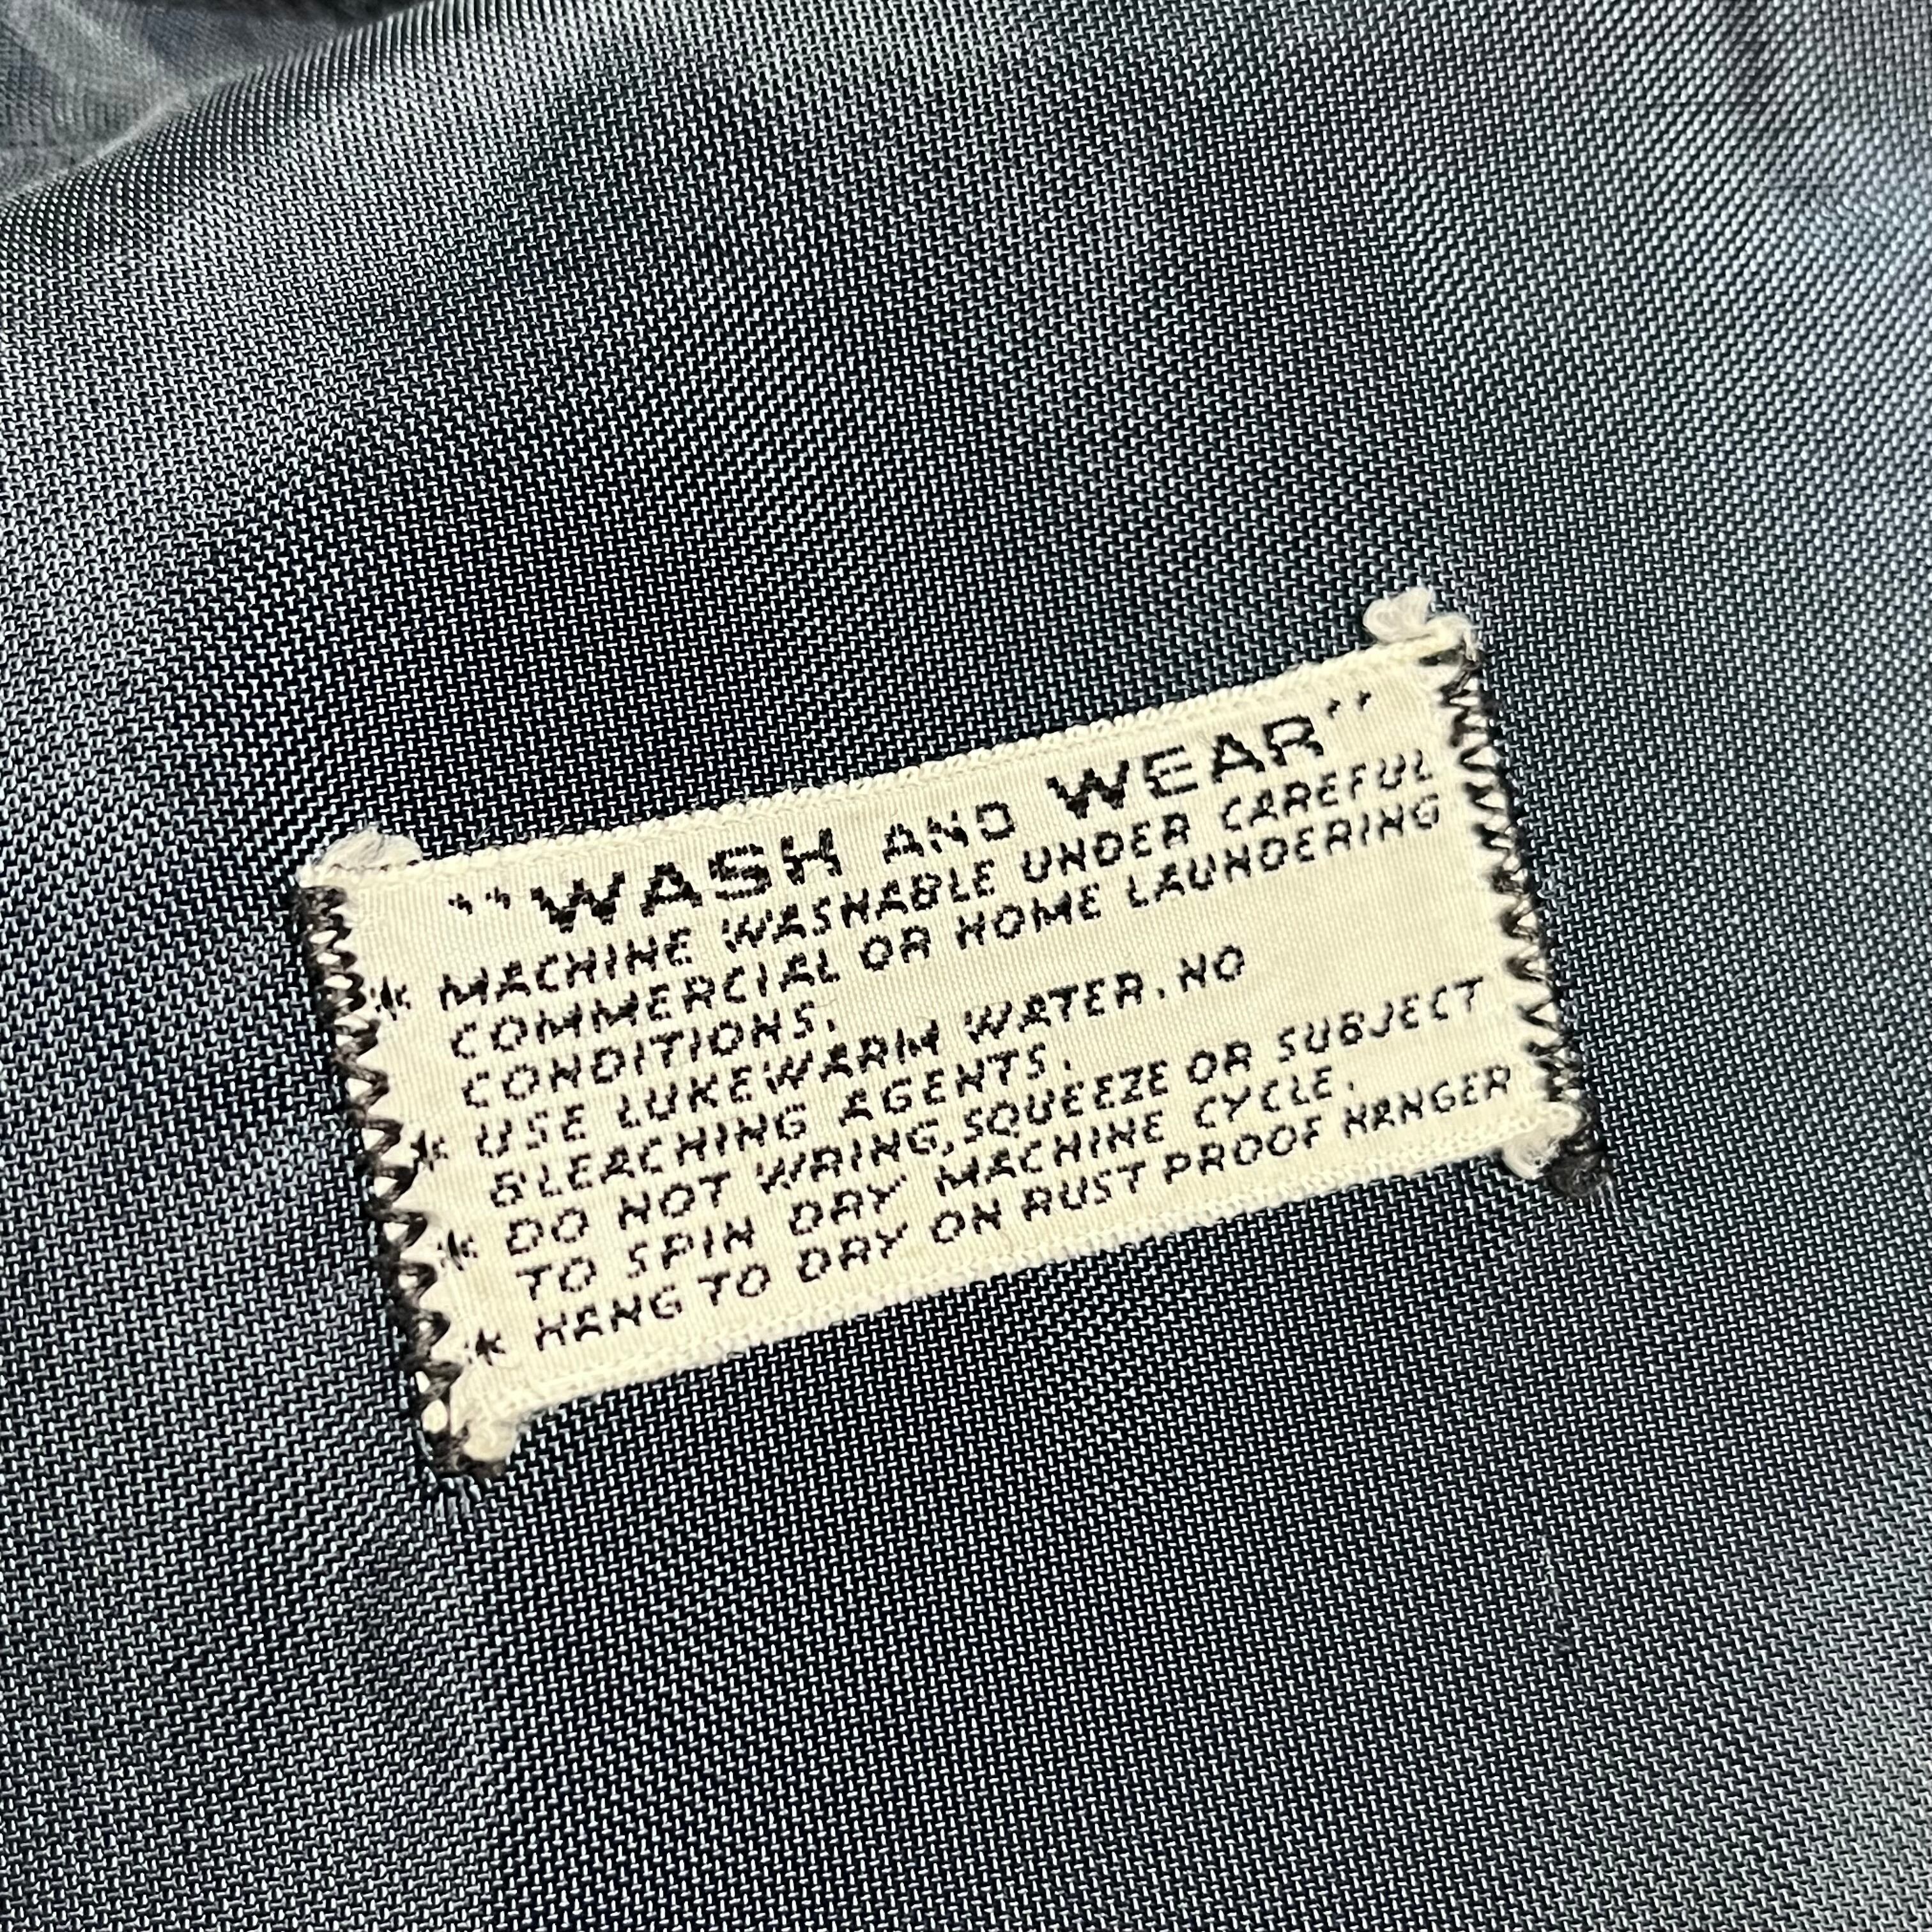 "WASH AND WEAR"
* MACHINE WASHABLE UNDER CAREFUL
COMMERCIAL OR HOME LAUNDERING
CONDITIONS.
* USE LUKEWARM WATER. NO
BLEACHING AGENTS.
* DO NOT WRING, SQUEEZE OR SUBJECT
TO SPIN DRY MACHINE CYCLE.
* HANG TO DRY ON RUST PROOF HANGER